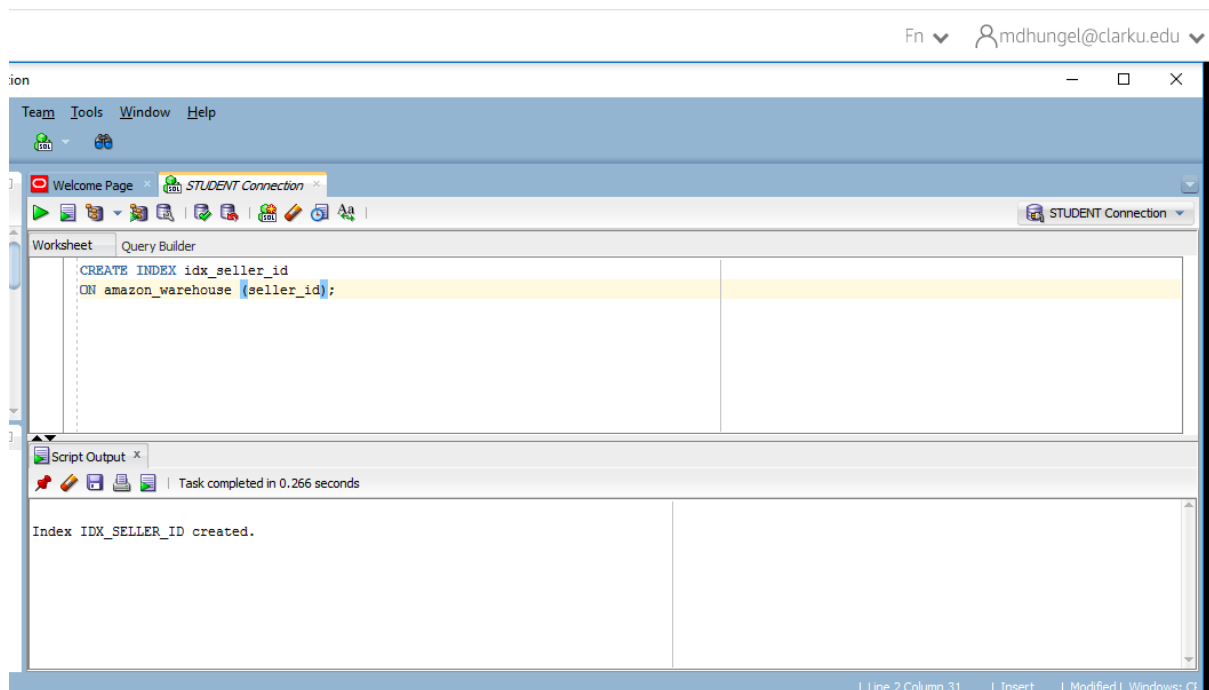 Fn mdhungel@clarku.edu
tion
Team Tools Window Help
SQL
Welcome Page STUDENT Connection
STUDENT Connection
Worksheet Query Builder
CREATE INDEX idx_seller_id
ON amazon_warehouse (seller_id);
Script Output
Task completed in 0.266 seconds
Index IDX_SELLER_ID created.
Line 2 Column 31 Insert Modified Windows: